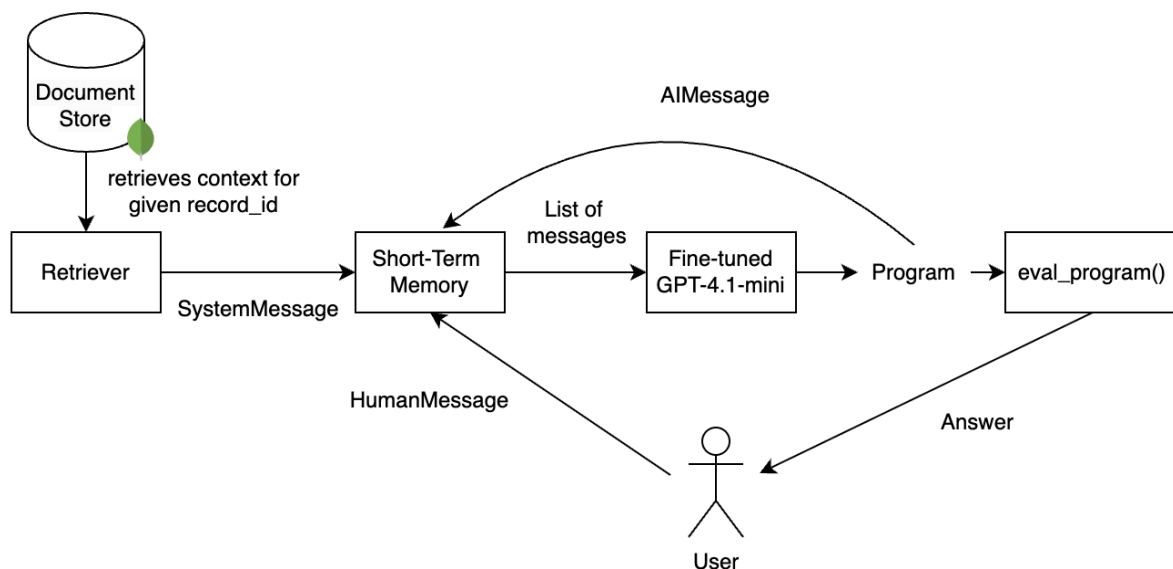 Document
Store
retrieves context for
given record_id
Retriever
SystemMessage
Short-Term
Memory
AIMessage
List of
messages
Fine-tuned
GPT-4.1-mini
Program
eval_program()
HumanMessage
Answer
User